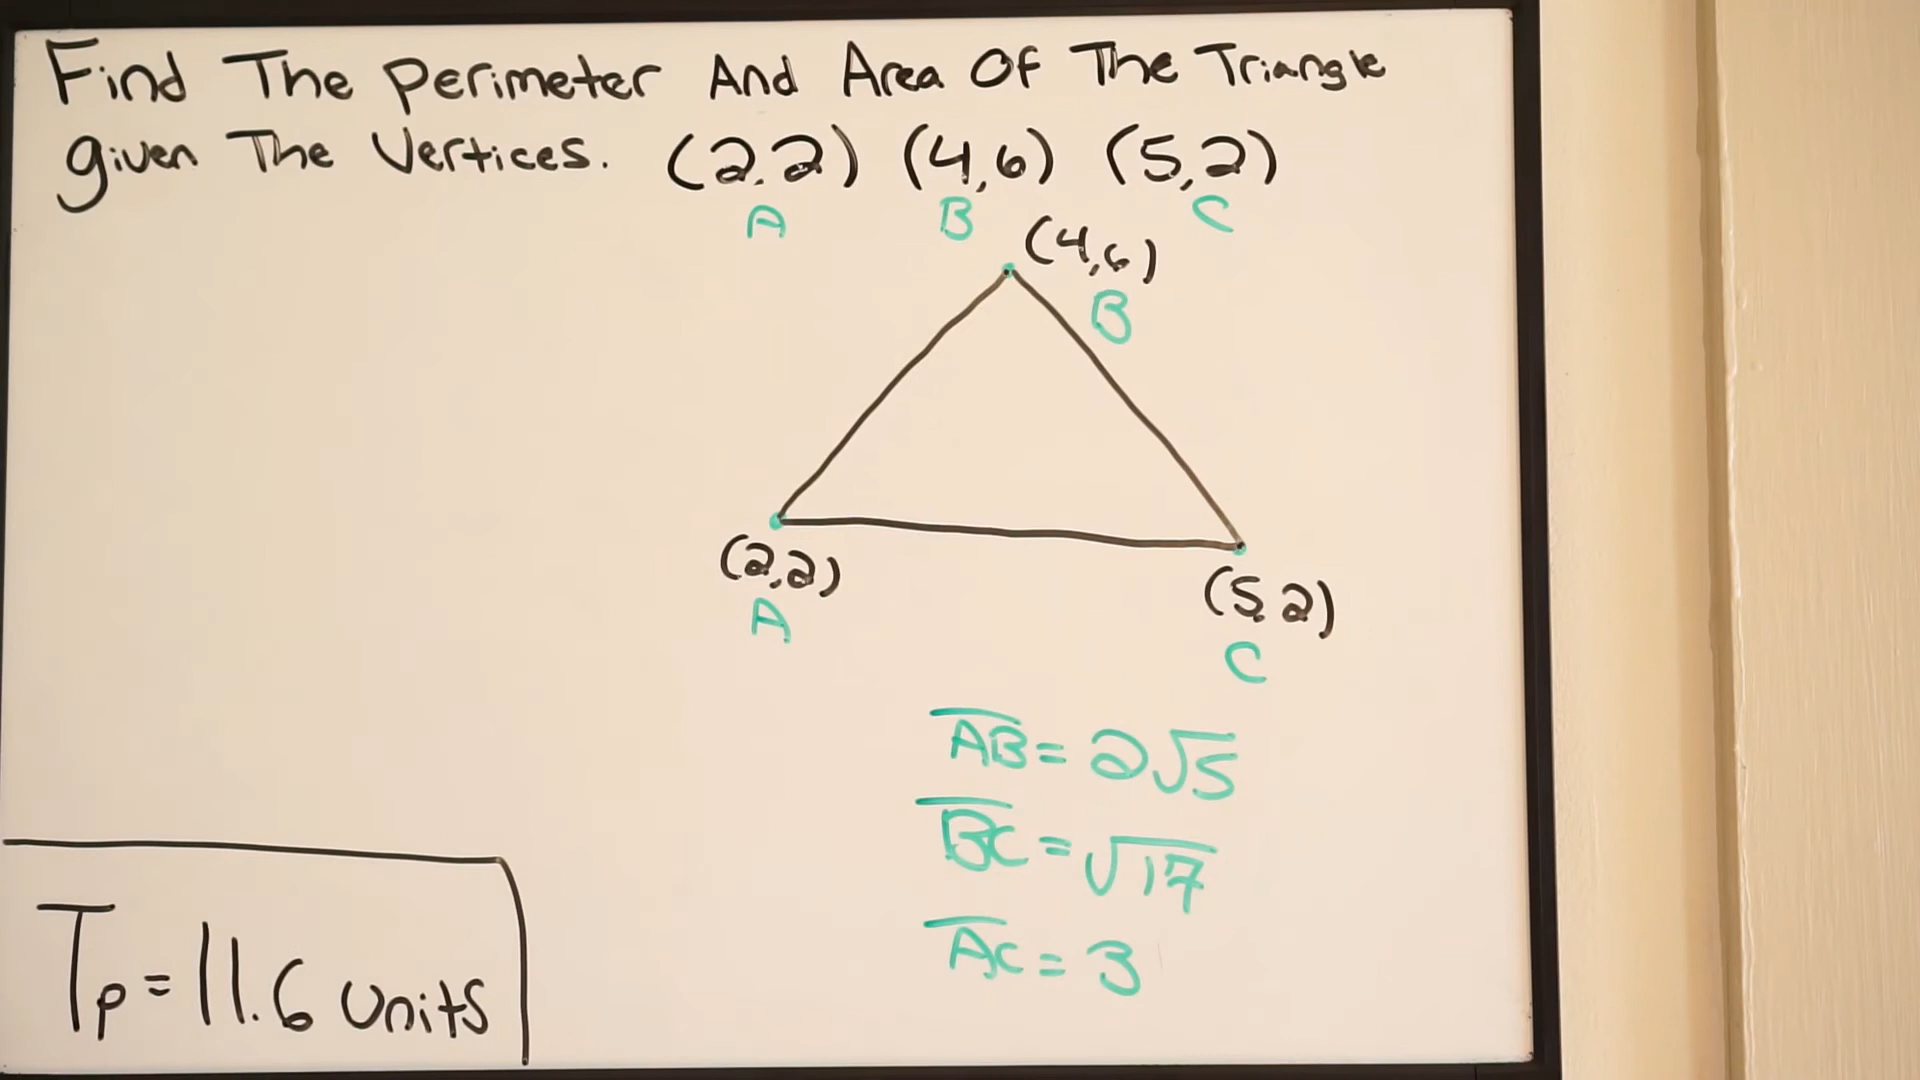 Find The Perimeter And Area Of The Triangle
given The Vertices. (2,2) (4,6) (5,2)
A B C
(4,6)
B
(2,2)
A
(5,2)
C
AB = 2√5
BC = √17
AC = 3
Tp = 11.6 units